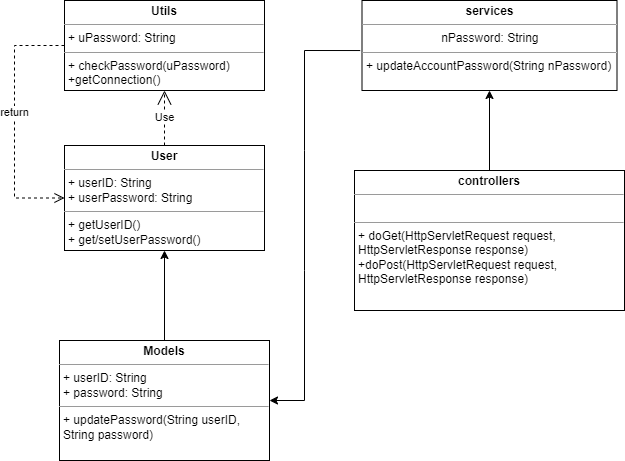 Utils
+ uPassword: String
+ checkPassword(uPassword)
+getConnection()
services
nPassword: String
+ updateAccountPassword(String nPassword)
return
Use
User
+ userID: String
+ userPassword: String
+ getUserID()
+ get/setUserPassword()
controllers
+ doGet(HttpServletRequest request,
HttpServletResponse response)
+doPost(HttpServletRequest request,
HttpServletResponse response)
Models
+ userID: String
+ password: String
+ updatePassword(String userID,
String password)